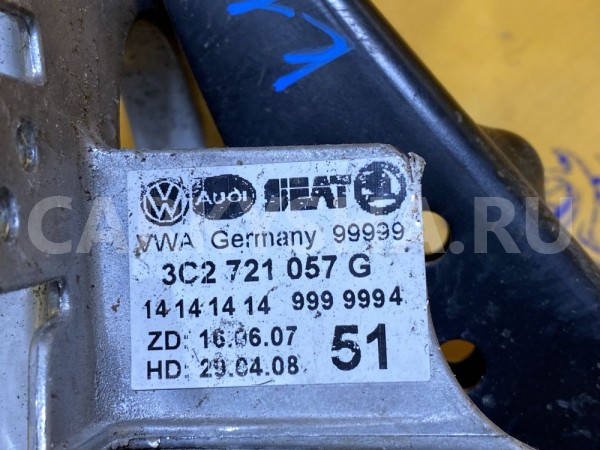 AUDI SEAT
VWA Germany 99999
3C2 721 057 G
14 14 14 14 999 9994
ZD: 16.06.07
HD: 29.04.08
51